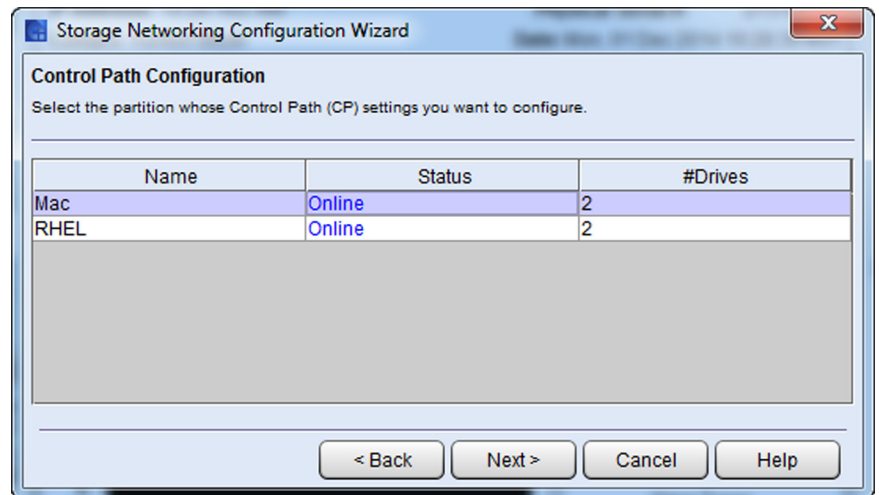 Storage Networking Configuration Wizard
Control Path Configuration
Select the partition whose Control Path (CP) settings you want to configure.
Name Status #Drives
Mac Online 2
RHEL Online 2
< Back Next > Cancel Help